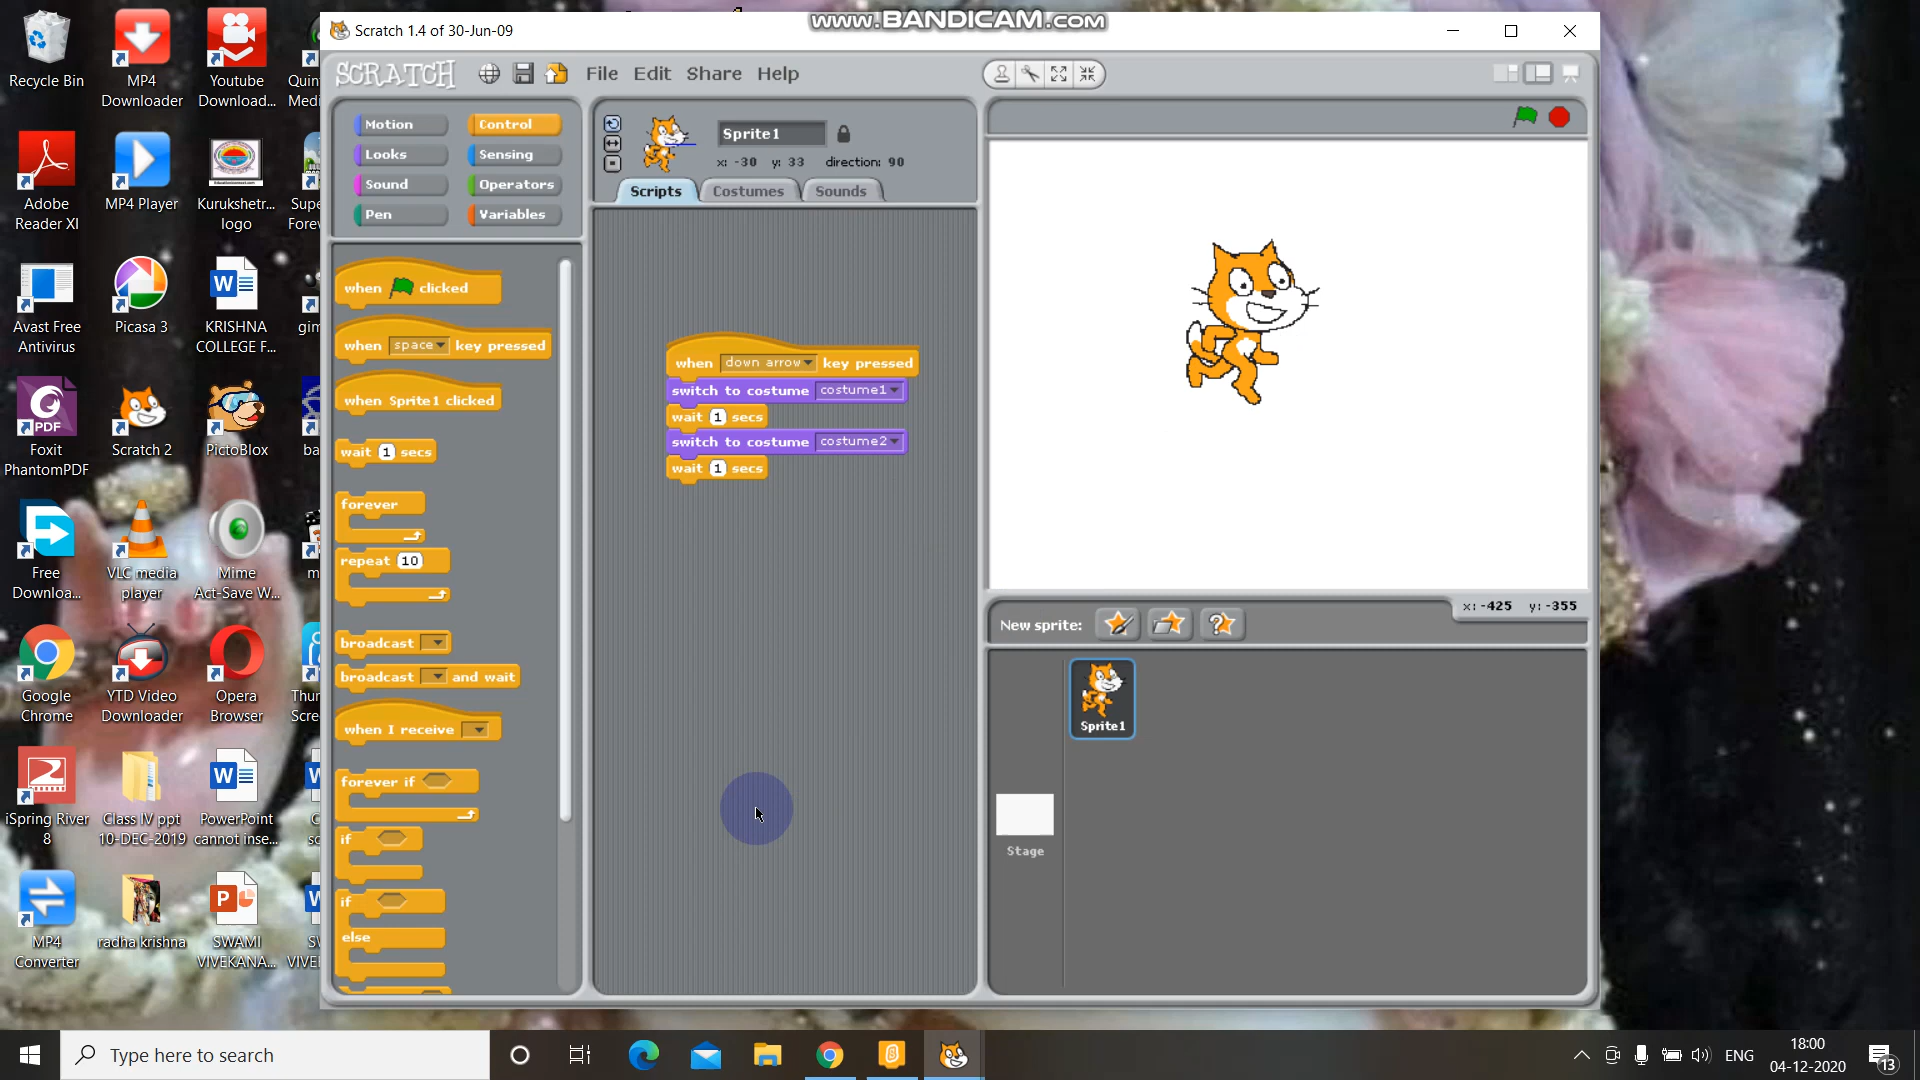 www.BANDICAM.com
Scratch 1.4 of 30-Jun-09
SCRATCH
File Edit Share Help
Motion
Control
Looks
Sensing
Sound
Operators
Pen
Variables
when clicked
when space key pressed
when Sprite1 clicked
wait 1 secs
forever
repeat 10
broadcast
broadcast and wait
when I receive
forever if
if
if
else
Sprite1
x: -30 y: 33 direction: 90
Scripts
Costumes
Sounds
when down arrow key pressed
switch to costume costume1
wait 1 secs
switch to costume costume2
wait 1 secs
x: -425 y: -355
New sprite:
Sprite1
Stage
Recycle Bin
MP4
Downloader
Youtube
Download...
Adobe
Reader XI
MP4 Player
Kurukshetr...
logo
Avast Free
Antivirus
Picasa 3
KRISHNA
COLLEGE F...
Foxit
PhantomPDF
PDF
Scratch 2
PictoBlox
Free
Downloa...
VLC media
player
Mime
Act-Save W...
Google
Chrome
YTD Video
Downloader
Opera
Browser
iSpring River
8
Class IV ppt
10-DEC-2019
PowerPoint
cannot inse...
MP4
Converter
radha krishna
SWAMI
VIVEKANA...
Type here to search
ENG
18:00
04-12-2020
13